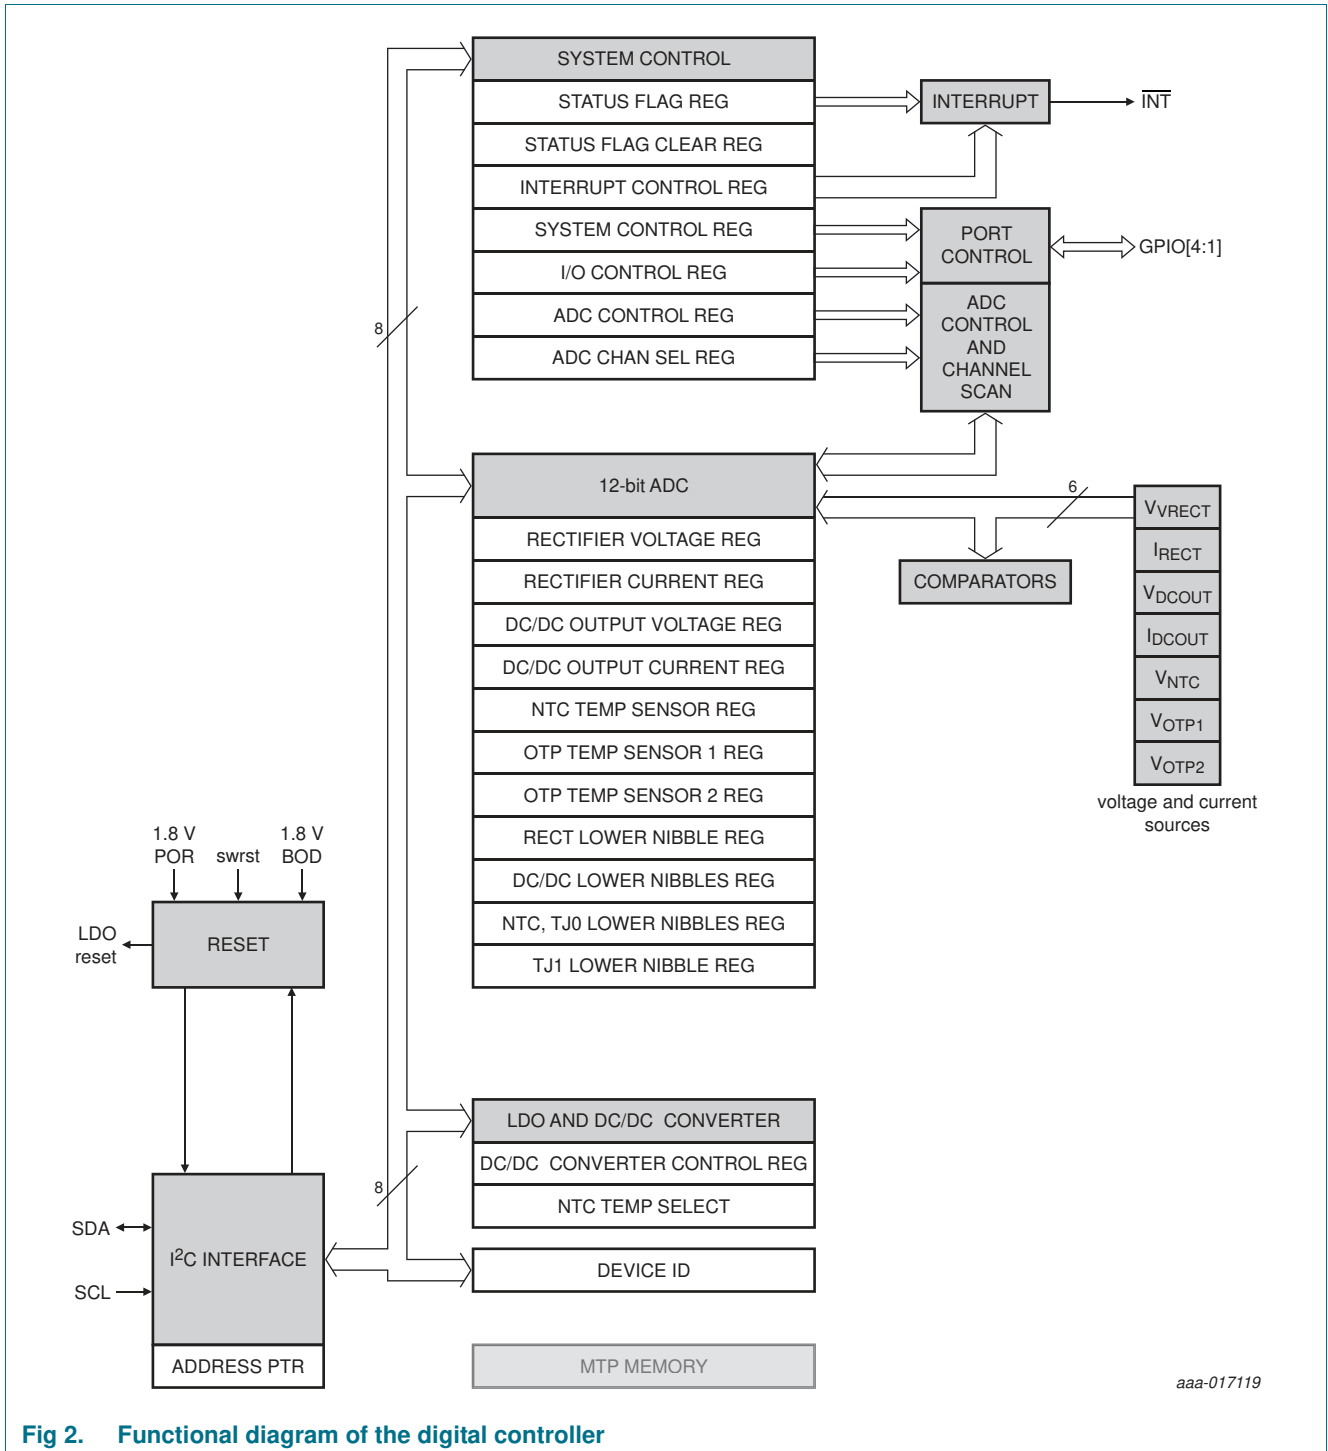 SYSTEM CONTROL
STATUS FLAG REG
STATUS FLAG CLEAR REG
INTERRUPT CONTROL REG
SYSTEM CONTROL REG
I/O CONTROL REG
ADC CONTROL REG
ADC CHAN SEL REG
INTERRUPT
INT
PORT
CONTROL
GPIO[4:1]
ADC
CONTROL
AND
CHANNEL
SCAN
8
12-bit ADC
RECTIFIER VOLTAGE REG
RECTIFIER CURRENT REG
DC/DC OUTPUT VOLTAGE REG
DC/DC OUTPUT CURRENT REG
NTC TEMP SENSOR REG
OTP TEMP SENSOR 1 REG
OTP TEMP SENSOR 2 REG
RECT LOWER NIBBLE REG
DC/DC LOWER NIBBLES REG
NTC, TJ0 LOWER NIBBLES REG
TJ1 LOWER NIBBLE REG
6
COMPARATORS
VVRECT
IRECT
VDCOUT
IDCOUT
VNTC
VOTP1
VOTP2
voltage and current
sources
1.8 V
POR
swrst
1.8 V
BOD
LDO
reset
RESET
LDO AND DC/DC CONVERTER
DC/DC CONVERTER CONTROL REG
NTC TEMP SELECT
8
SDA
SCL
I2C INTERFACE
ADDRESS PTR
DEVICE ID
MTP MEMORY
aaa-017119
Fig 2. Functional diagram of the digital controller